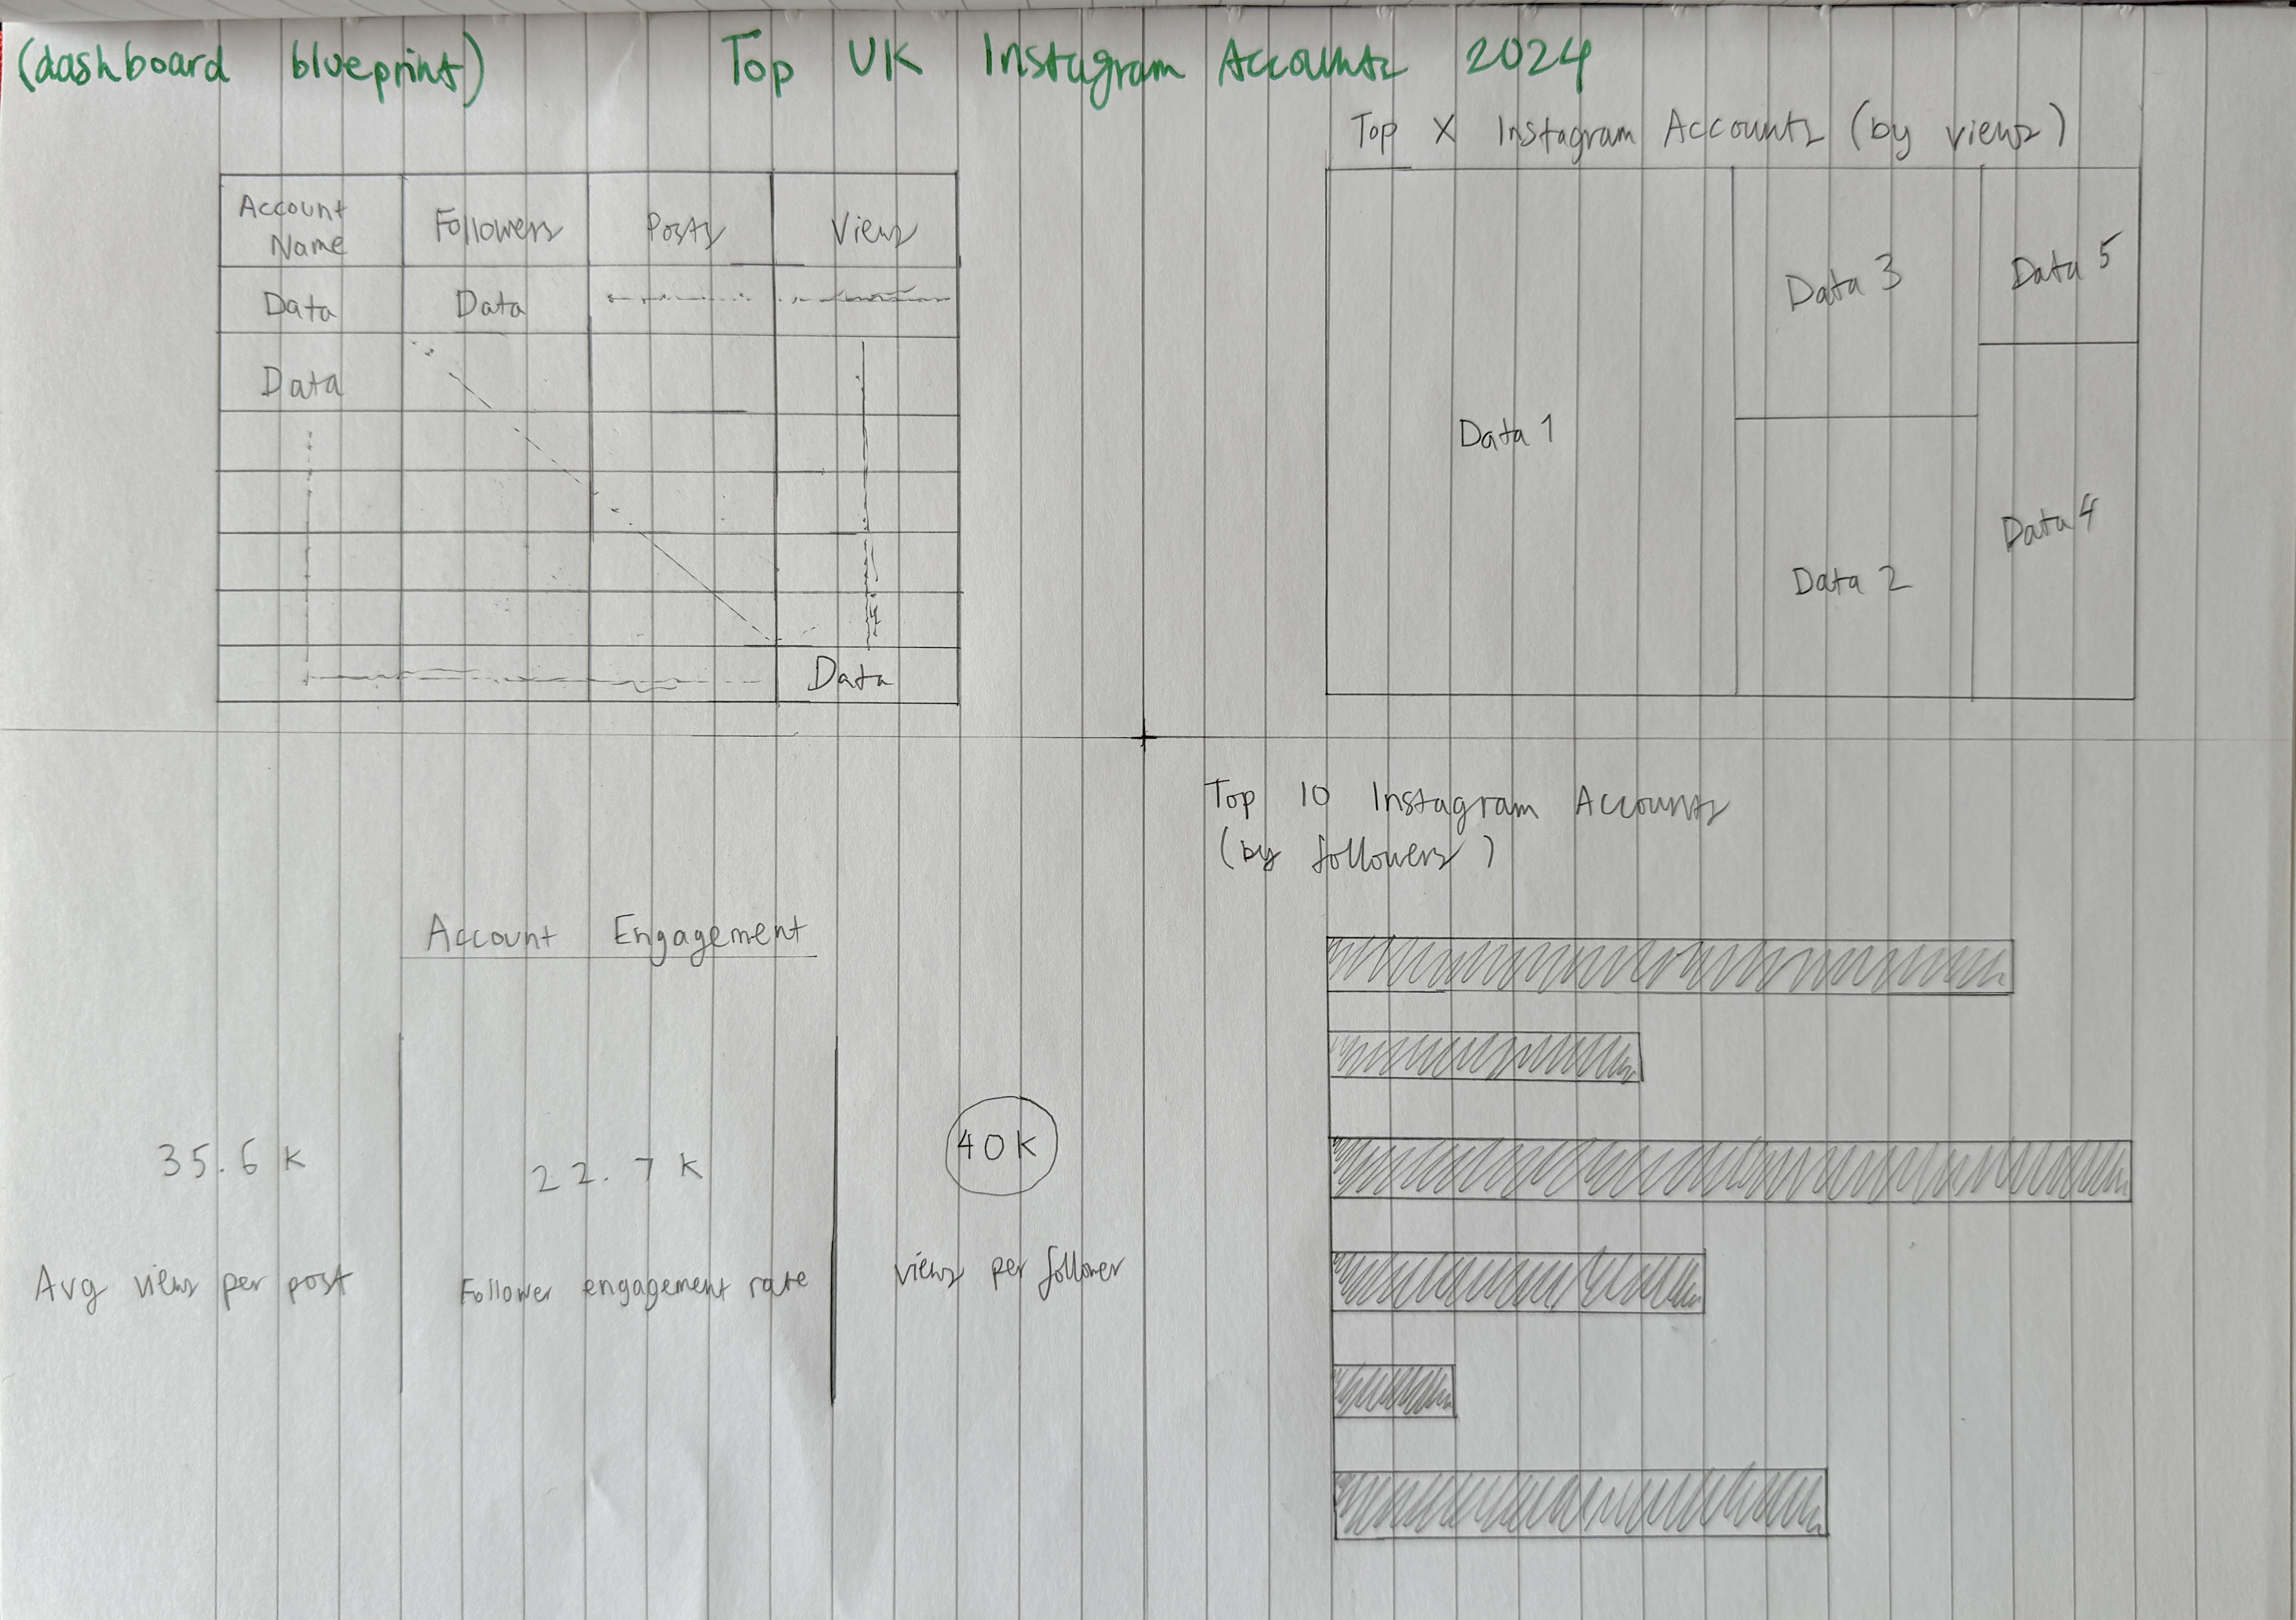 (dashboard blueprint)
Top UK Instagram Accounts 2024
Account
Name
Followers
Posts
Views
Data
Data
Data
Data
Top X Instagram Accounts (by views)
Data 1
Data 3
Data 5
Data 2
Data 4
Account Engagement
35.6 K
Avg views per post
22.7 K
Follower engagement rate
40K
views per follower
Top 10 Instagram Accounts
(by followers)